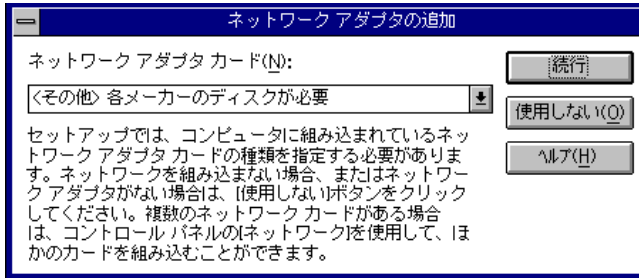 ネットワーク アダプタの追加
ネットワーク アダプタ カード(N):
続行
<その他> 各メーカーのディスクが必要
使用しない(O)
ヘルプ(H)
セットアップでは、コンピュータに組み込まれているネッ
トワーク アダプタ カードの種類を指定する必要がありま
す。ネットワークを組み込まない場合、またはネットワー
ク アダプタがない場合は、[使用しない]ボタンをクリック
してください。複数のネットワーク カードがある場合
は、コントロール パネルの[ネットワーク]を使用して、ほ
かのカードを組み込むことができます。